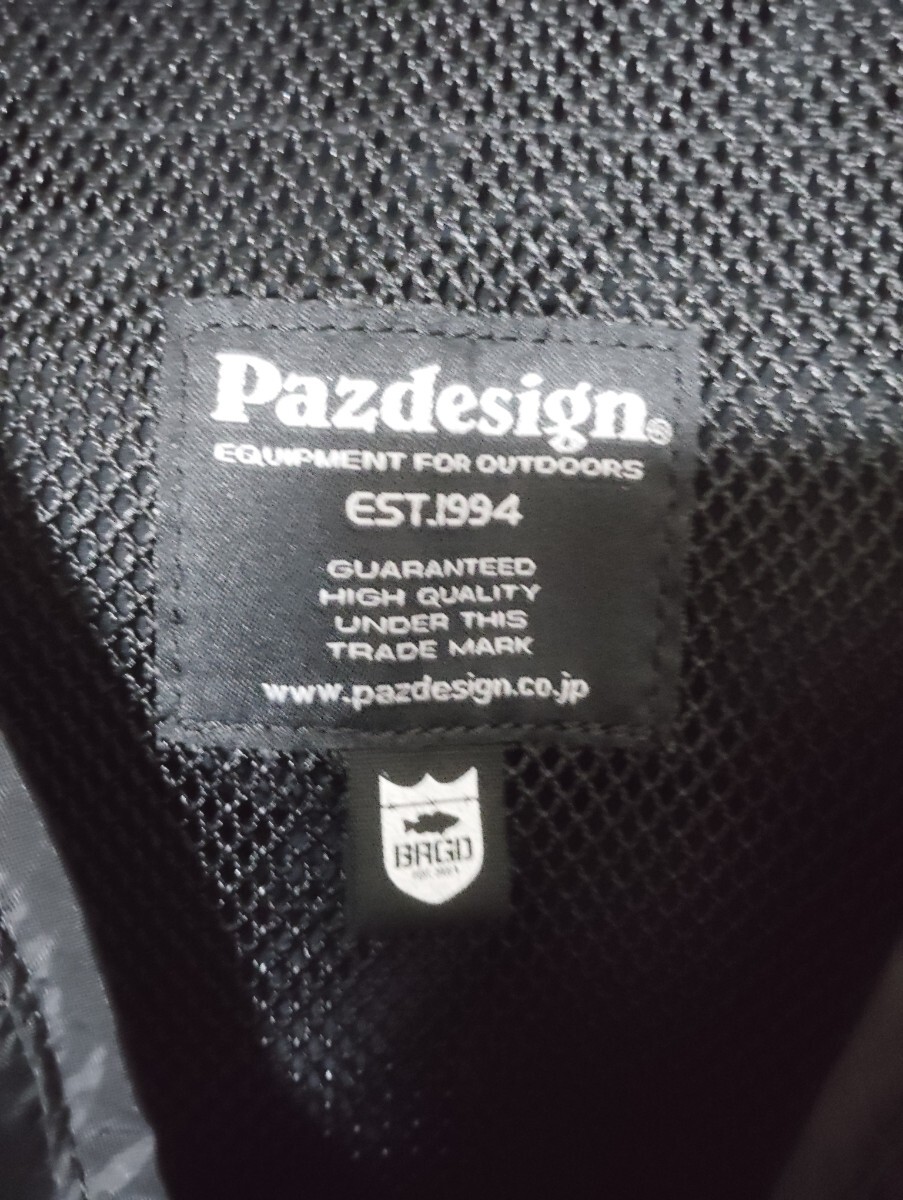 Pazdesign®
EQUIPMENT FOR OUTDOORS
EST.1994
GUARANTEED
HIGH QUALITY
UNDER THIS
TRADE MARK
www.pazdesign.co.jp
BRGD